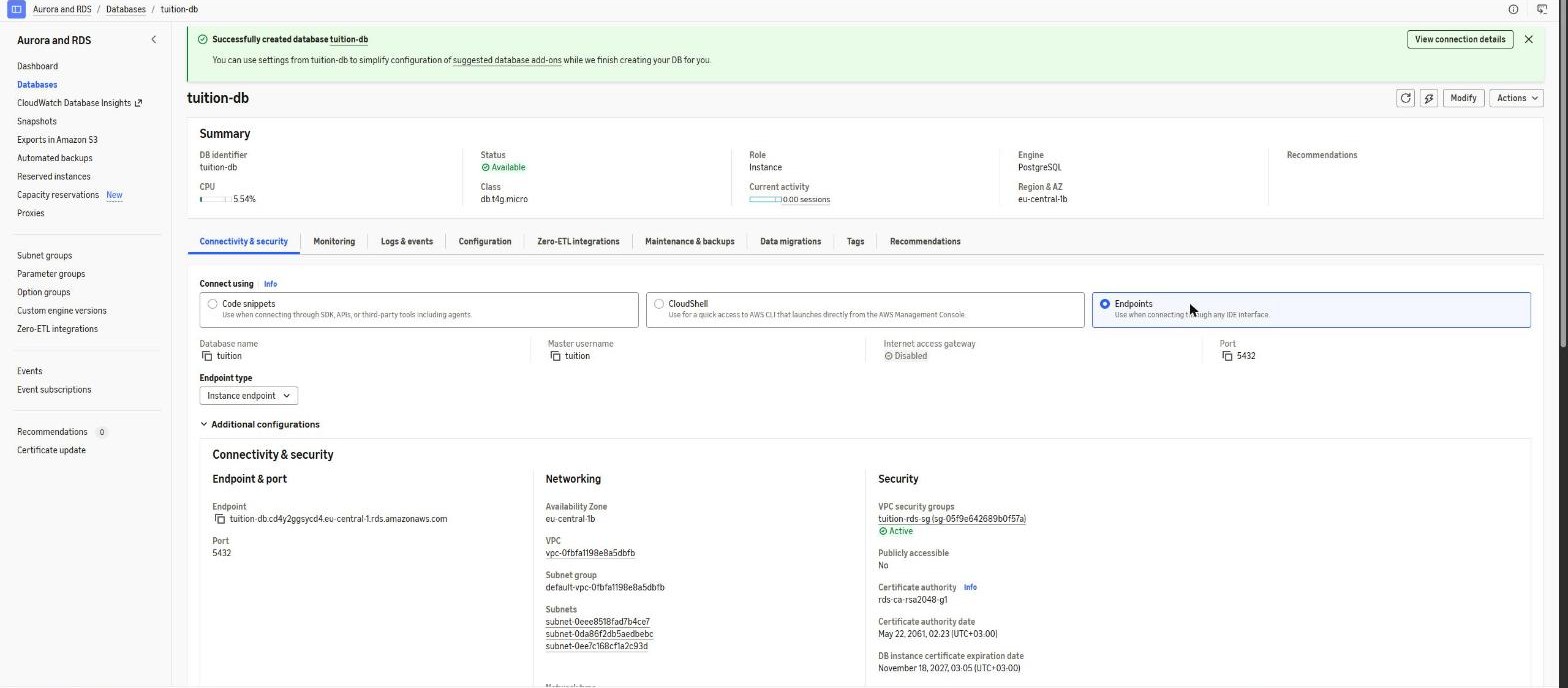 Aurora and RDS / Databases / tuition-db
Aurora and RDS
Dashboard
Databases
CloudWatch Database Insights
Snapshots
Exports in Amazon S3
Automated backups
Reserved instances
Capacity reservations New
Proxies
Subnet groups
Parameter groups
Option groups
Custom engine versions
Zero-ETL integrations
Events
Event subscriptions
Recommendations 0
Certificate update
Successfully created database tuition-db
You can use settings from tuition-db to simplify configuration of suggested database add-ons while we finish creating your DB for you.
View connection details
tuition-db
Modify
Actions
Summary
DB identifier
tuition-db
Status
Available
Role
Instance
Engine
PostgreSQL
Recommendations
CPU
5.54%
Class
db.t4g.micro
Current activity
0.00 sessions
Region & AZ
eu-central-1b
Connectivity & security
Monitoring
Logs & events
Configuration
Zero-ETL integrations
Maintenance & backups
Data migrations
Tags
Recommendations
Connect using Info
Code snippets
Use when connecting through SDK, APIs, or third-party tools including agents.
CloudShell
Use for a quick access to AWS CLI that launches directly from the AWS Management Console.
Endpoints
Use when connecting through any IDE interface.
Database name
tuition
Master username
tuition
Internet access gateway
Disabled
Port
5432
Endpoint type
Instance endpoint
Additional configurations
Connectivity & security
Endpoint & port
Endpoint
tuition-db.cd4y2ggsycd4.eu-central-1.rds.amazonaws.com
Port
5432
Networking
Availability Zone
eu-central-1b
VPC
vpc-0fbfa1198e8a5dbfb
Subnet group
default-vpc-0fbfa1198e8a5dbfb
Subnets
subnet-0eee8518fad7b4ce7
subnet-0da86f2db5aedbebc
subnet-0ee7c168cf1a2c93d
Security
VPC security groups
tuition-rds-sg (sg-05f9e642689b0f57a)
Active
Publicly accessible
No
Certificate authority Info
rds-ca-rsa2048-g1
Certificate authority date
May 22, 2061, 02:23 (UTC+03:00)
DB instance certificate expiration date
November 18, 2027, 03:05 (UTC+03:00)